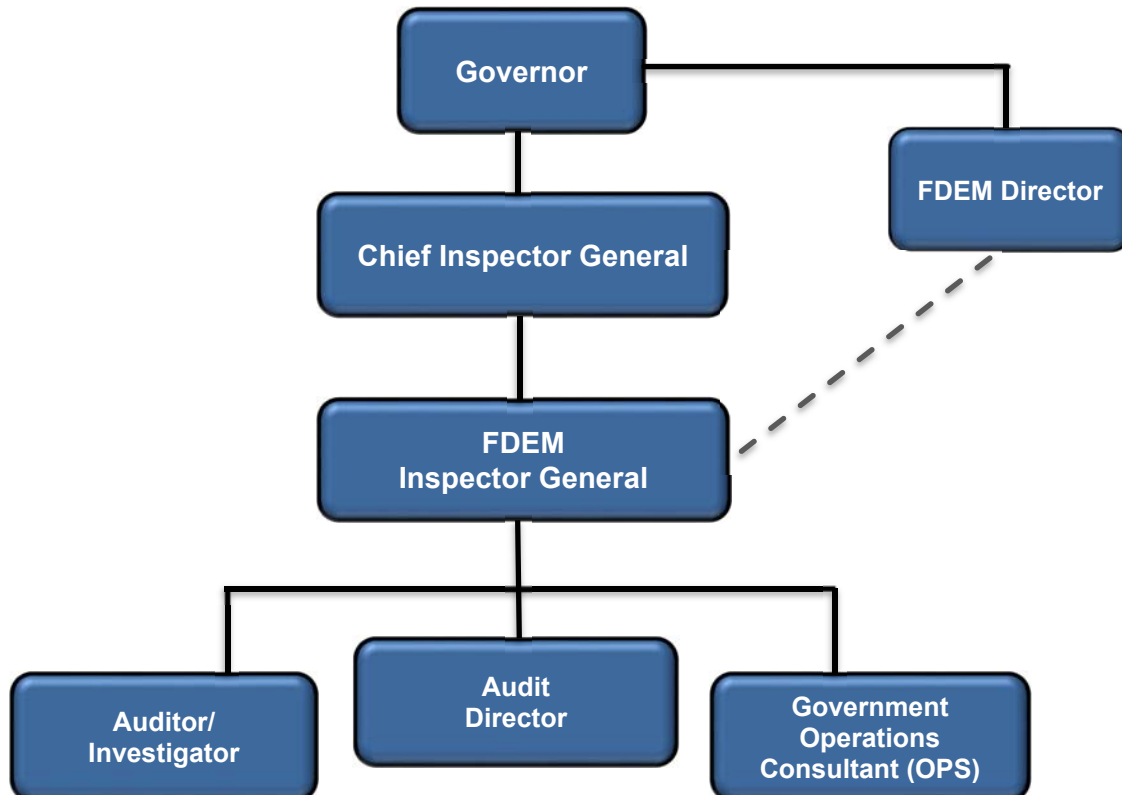 Governor
FDEM Director
Chief Inspector General
FDEM
Inspector General
Auditor/
Investigator
Audit
Director
Government
Operations
Consultant (OPS)